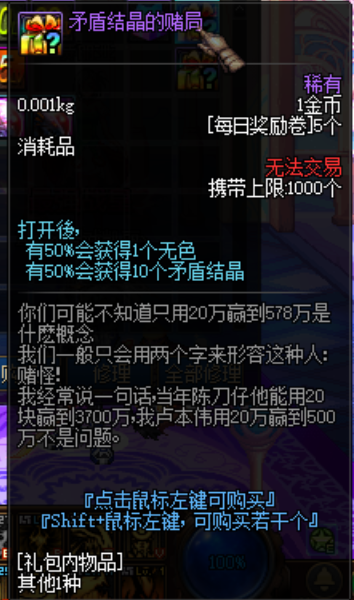 矛盾结晶的赌局
稀有
0.001kg
1金币
[每日奖励卷]5个
消耗品
无法交易
携带上限:1000个
打开後,
有50%会获得1个无色
有50%会获得10个矛盾结晶
你们可能不知道只用20万赢到578万是
什麽概念
我们一般只会用两个字来形容这种人:
赌怪!
修理 全部修理
我经常说一句话,当年陈刀仔他能用20
块赢到3700万,我卢本伟用20万赢到500
万不是问题。
『点击鼠标左键可购买』
『Shift+鼠标左键, 可购买若干个』
[礼包内物品]
100%
其他1种